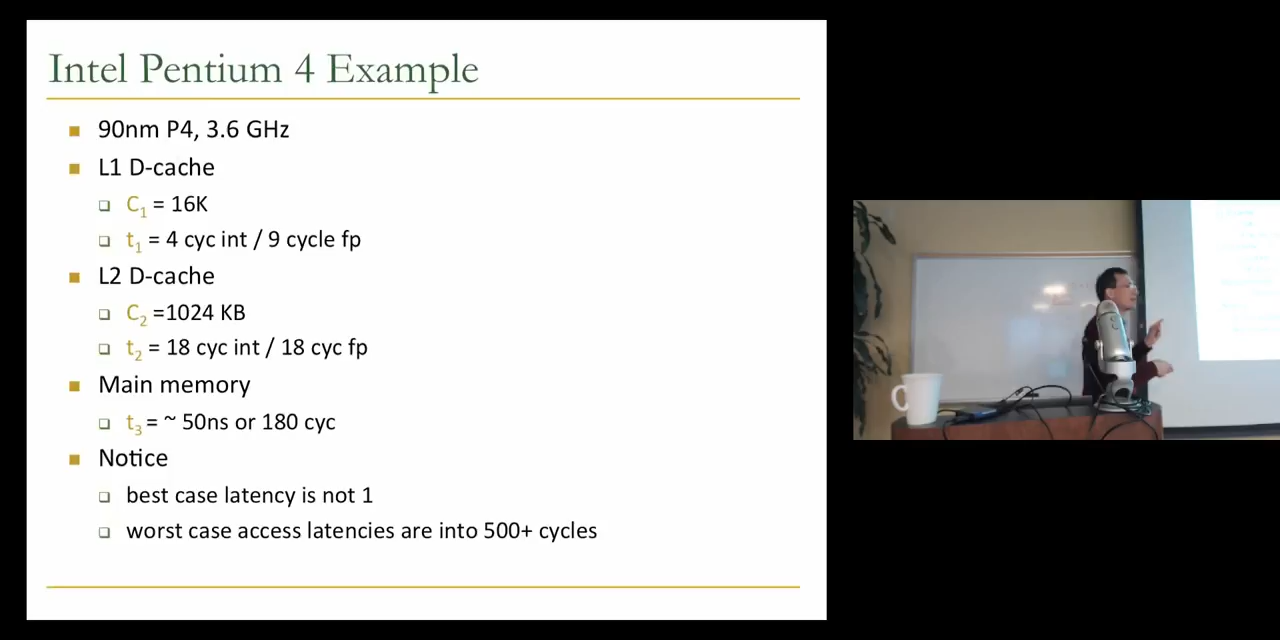 Intel Pentium 4 Example
90nm P4, 3.6 GHz
L1 D-cache
C1 = 16K
t1 = 4 cyc int / 9 cycle fp
L2 D-cache
C2 =1024 KB
t2 = 18 cyc int / 18 cyc fp
Main memory
t3 = ~ 50ns or 180 cyc
Notice
best case latency is not 1
worst case access latencies are into 500+ cycles